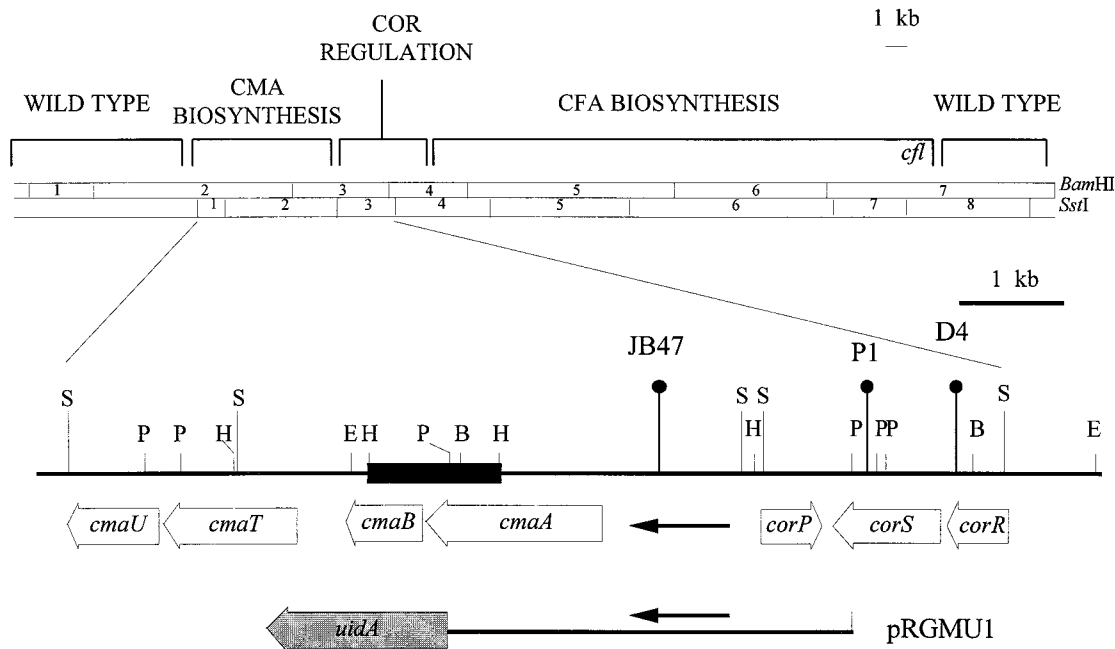 1 kb
COR
REGULATION
CMA
BIOSYNTHESIS
WILD TYPE
CFA BIOSYNTHESIS
WILD TYPE
cfl
1 2 3 4 5 6 7 BamHI
1 2 3 4 5 6 7 8 SstI
1 kb
JB47 P1 D4
S S S S S
P P H E H P B H H P P P B E
cmaU cmaT cmaB cmaA corP corS corR
uidA pRGMU1